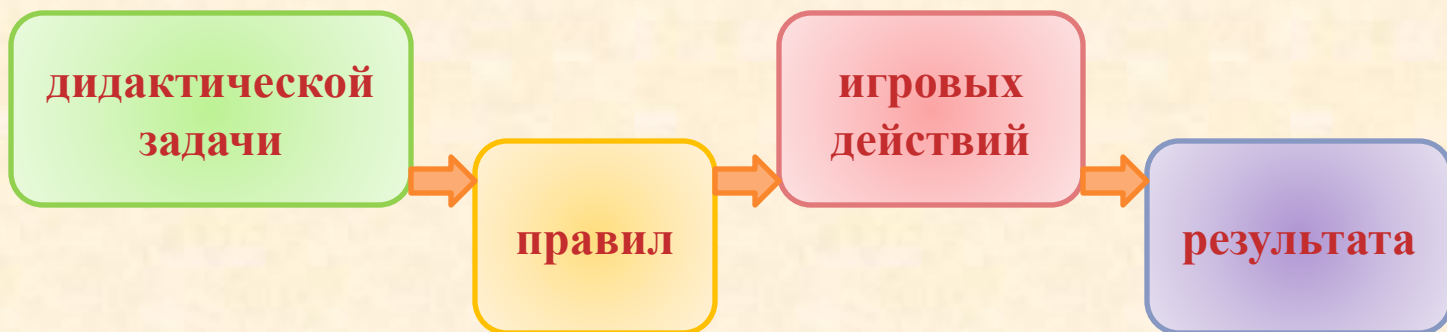 дидактической
задачи
правил
игровых
действий
результата